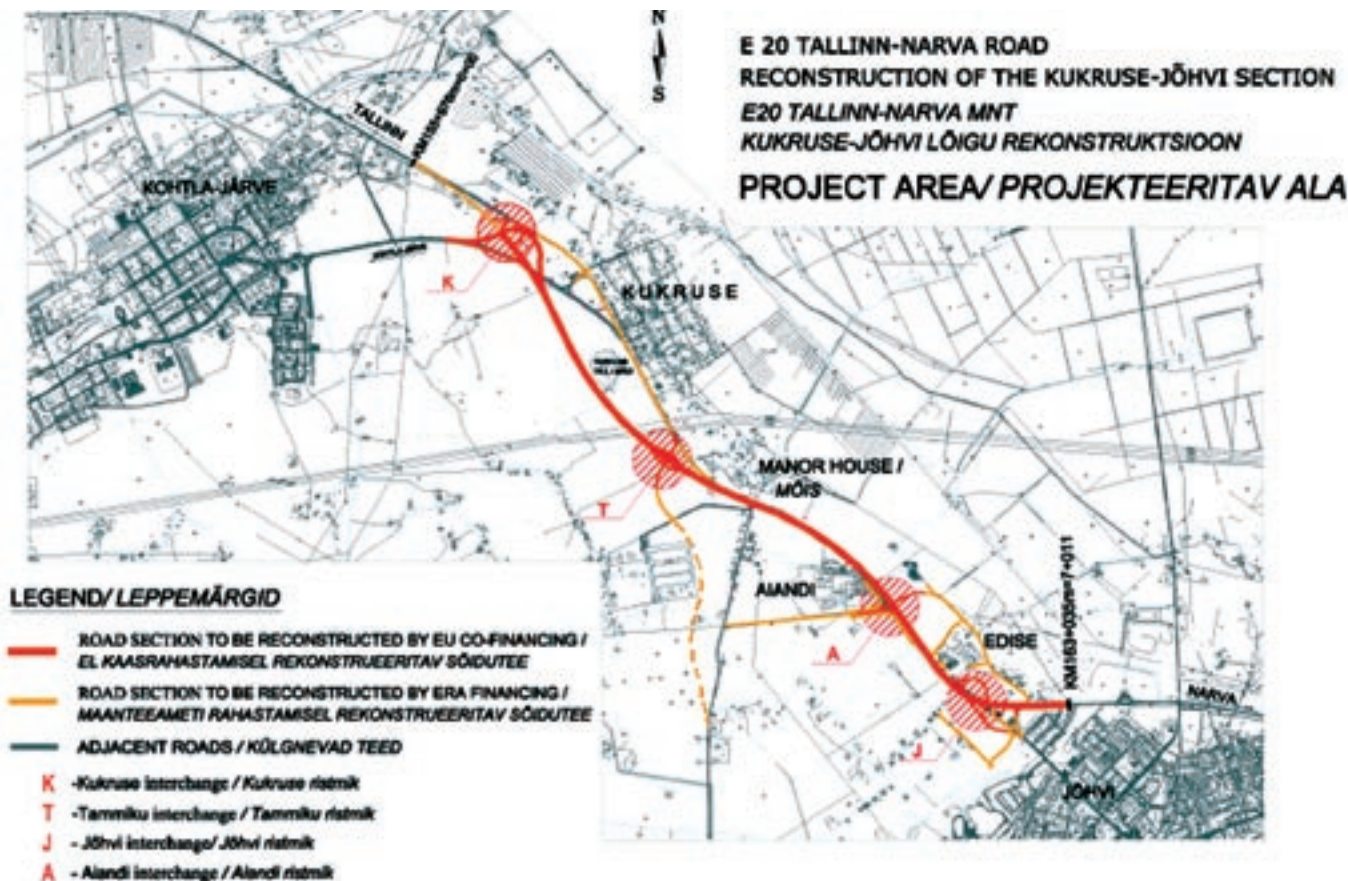 N
S
E 20 TALLINN-NARVA ROAD
RECONSTRUCTION OF THE KUKRUSE-JÕHVI SECTION
E20 TALLINN-NARVA MNT
KUKRUSE-JÕHVI LÕIGU REKONSTRUKTSIOON
PROJECT AREA/ PROJEKTEERITAV ALA
TALLINN
KOHTLA-JÄRVE
K
KUKRUSE
MANOR HOUSE /
MÕIS
T
AIANDI
A
EDISE
KM163+035m=7+011
NARVA
J
JÕHVI
LEGEND/ LEPPEMÄRGID
ROAD SECTION TO BE RECONSTRUCTED BY EU CO-FINANCING /
EL KAASRAHASTAMISEL REKONSTRUEERITAV SÕIDUTEE
ROAD SECTION TO BE RECONSTRUCTED BY ERA FINANCING /
MAANTEEAMETI RAHASTAMISEL REKONSTRUEERITAV SÕIDUTEE
ADJACENT ROADS / KÜLGNEVAD TEED
K -Kukruse interchange / Kukruse ristmik
T -Tammiku interchange / Tammiku ristmik
J - Jõhvi interchange/ Jõhvi ristmik
A - Aiandi interchange / Aiandi ristmik